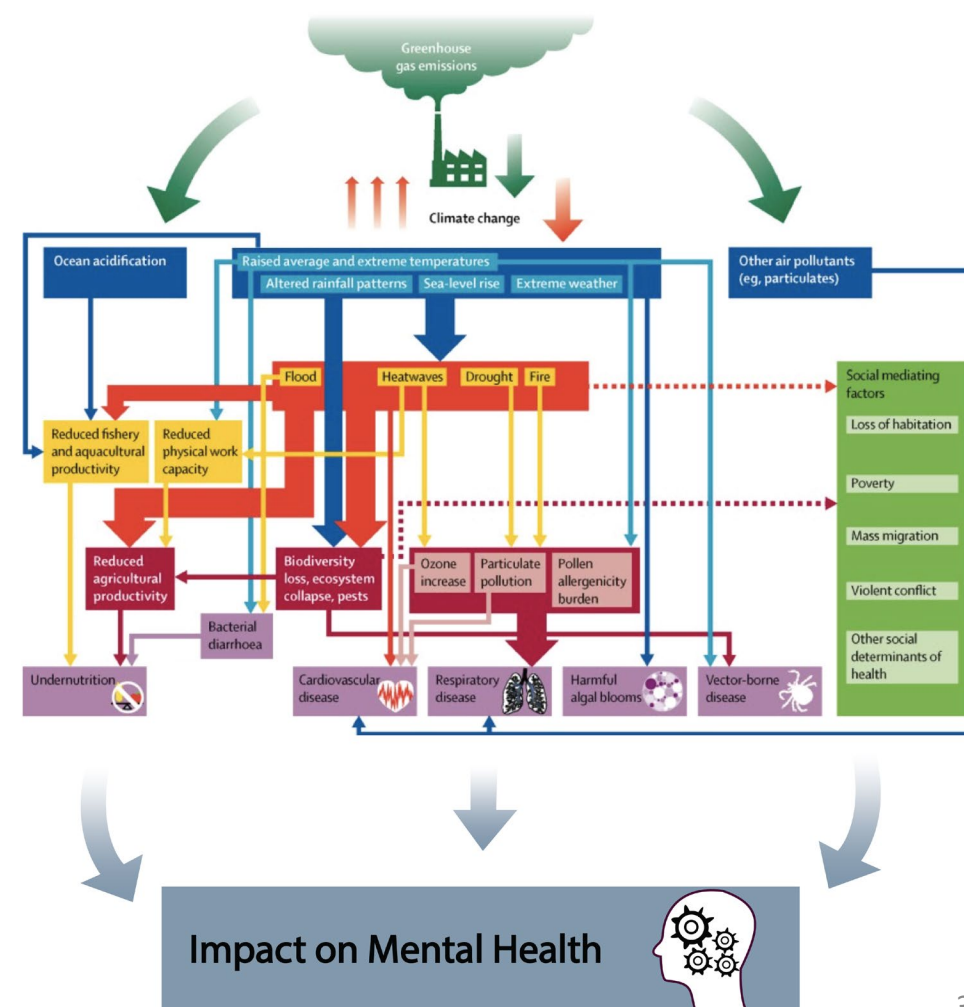 Greenhouse
gas emissions
Climate change
Ocean acidification
Raised average and extreme temperatures
Altered rainfall patterns
Sea-level rise
Extreme weather
Other air pollutants
(eg, particulates)
Flood
Heatwaves
Drought
Fire
Social mediating
factors
Loss of habitation
Poverty
Mass migration
Violent conflict
Other social
determinants of
health
Reduced fishery
and aquacultural
productivity
Reduced
physical work
capacity
Reduced
agricultural
productivity
Biodiversity
loss, ecosystem
collapse, pests
Ozone
increase
Particulate
pollution
Pollen
allergenicity
burden
Bacterial
diarrhoea
Undernutrition
Cardiovascular
disease
Respiratory
disease
Harmful
algal blooms
Vector-borne
disease
Impact on Mental Health